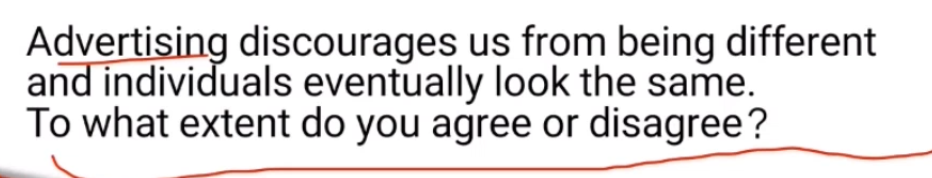 Advertising discourages us from being different
and individuals eventually look the same.
To what extent do you agree or disagree?